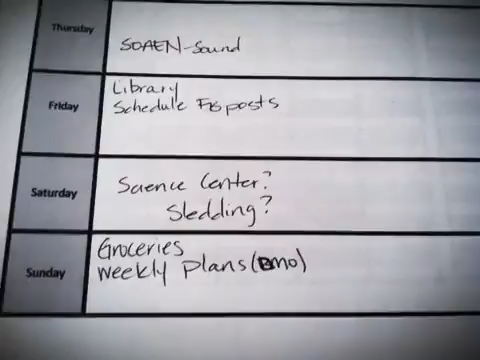 Thursday
SOAEN-Sound
Friday
Library
Schedule FB posts
Saturday
Science Center?
Sledding?
Sunday
Groceries
Weekly Plans